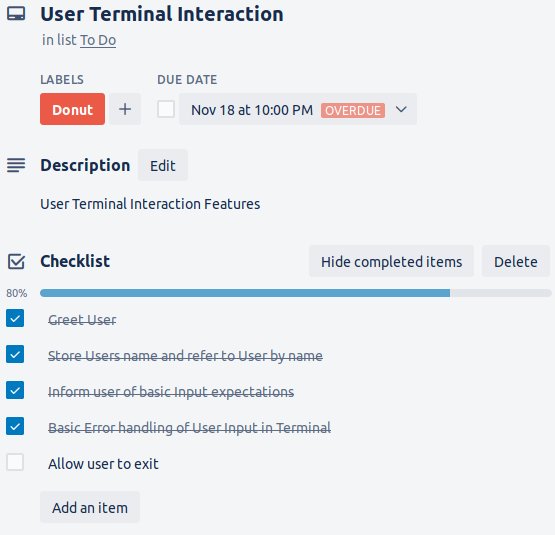 User Terminal Interaction
in list To Do
LABELS DUE DATE
Donut + Nov 18 at 10:00 PM OVERDUE
Description Edit
User Terminal Interaction Features
Checklist Hide completed items Delete
80%
Greet User
Store Users name and refer to User by name
Inform user of basic Input expectations
Basic Error handling of User Input in Terminal
Allow user to exit
Add an item